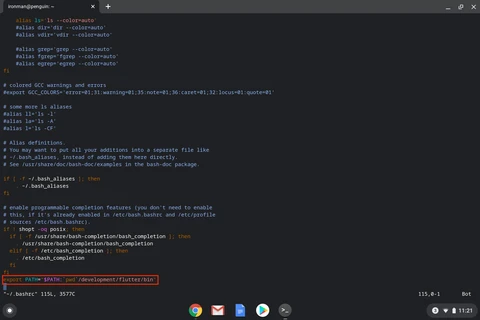 ironman@penguin: ~
alias ls='ls --color=auto'
#alias dir='dir --color=auto'
#alias vdir='vdir --color=auto'
#alias grep='grep --color=auto'
#alias fgrep='fgrep --color=auto'
#alias egrep='egrep --color=auto'
fi
# colored GCC warnings and errors
#export GCC_COLORS='error=01;31:warning=01;35:note=01;36:caret=01;32:locus=01:quote=01'
# some more ls aliases
#alias ll='ls -l'
#alias la='ls -A'
#alias l='ls -CF'
# Alias definitions.
# You may want to put all your additions into a separate file like
# ~/.bash_aliases, instead of adding them here directly.
# See /usr/share/doc/bash-doc/examples in the bash-doc package.
if [ -f ~/.bash_aliases ]; then
. ~/.bash_aliases
fi
# enable programmable completion features (you don't need to enable
# this, if it's already enabled in /etc/bash.bashrc and /etc/profile
# sources /etc/bash.bashrc).
if ! shopt -oq posix; then
if [ -f /usr/share/bash-completion/bash_completion ]; then
. /usr/share/bash-completion/bash_completion
elif [ -f /etc/bash_completion ]; then
. /etc/bash_completion
fi
fi
export PATH="$PATH:`pwd`/development/flutter/bin"
"~/.bashrc" 115L, 3577C 115,0-1 Bot
11:21